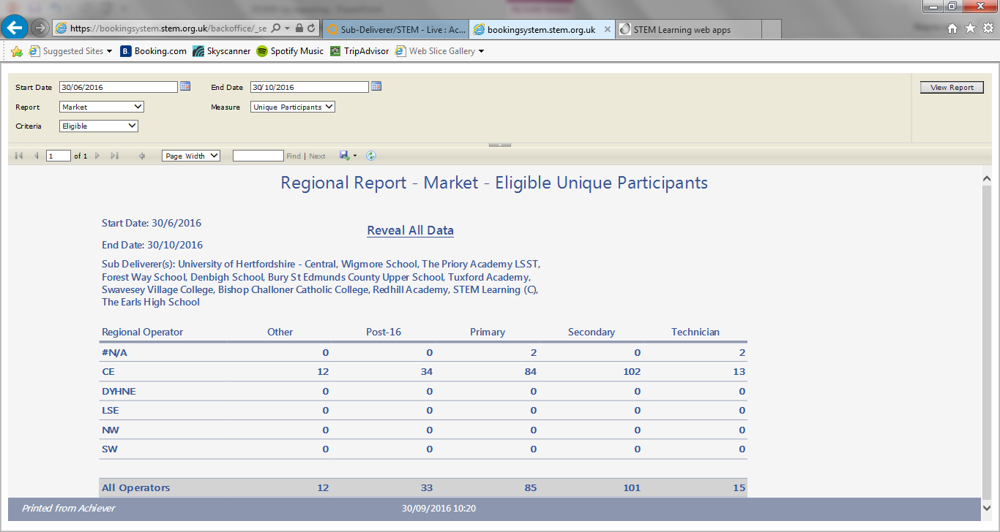 https://bookingsystem.stem.org.uk/backoffice/_se
Sub-Deliverer/STEM - Live : Ac...
bookingsystem.stem.org.uk
STEM Learning web apps
Suggested Sites
B. Booking.com
Skyscanner
Spotify Music
TripAdvisor
Web Slice Gallery
Start Date 30/06/2016 End Date 30/10/2016 View Report
Report Market Measure Unique Participants
Criteria Eligible
1 of 1 Page Width Find | Next
Regional Report - Market - Eligible Unique Participants
Start Date: 30/6/2016
Reveal All Data
End Date: 30/10/2016
Sub Deliverer(s): University of Hertfordshire - Central, Wigmore School, The Priory Academy LSST,
Forest Way School, Denbigh School, Bury St Edmunds County Upper School, Tuxford Academy,
Swavesey Village College, Bishop Challoner Catholic College, Redhill Academy, STEM Learning (C),
The Earls High School
Regional Operator Other Post-16 Primary Secondary Technician
#N/A 0 0 2 0 2
CE 12 34 84 102 13
DYHNE 0 0 0 0 0
LSE 0 0 0 0 0
NW 0 0 0 0 0
SW 0 0 0 0 0
All Operators 12 33 85 101 15
Printed from Achiever 30/09/2016 10:20